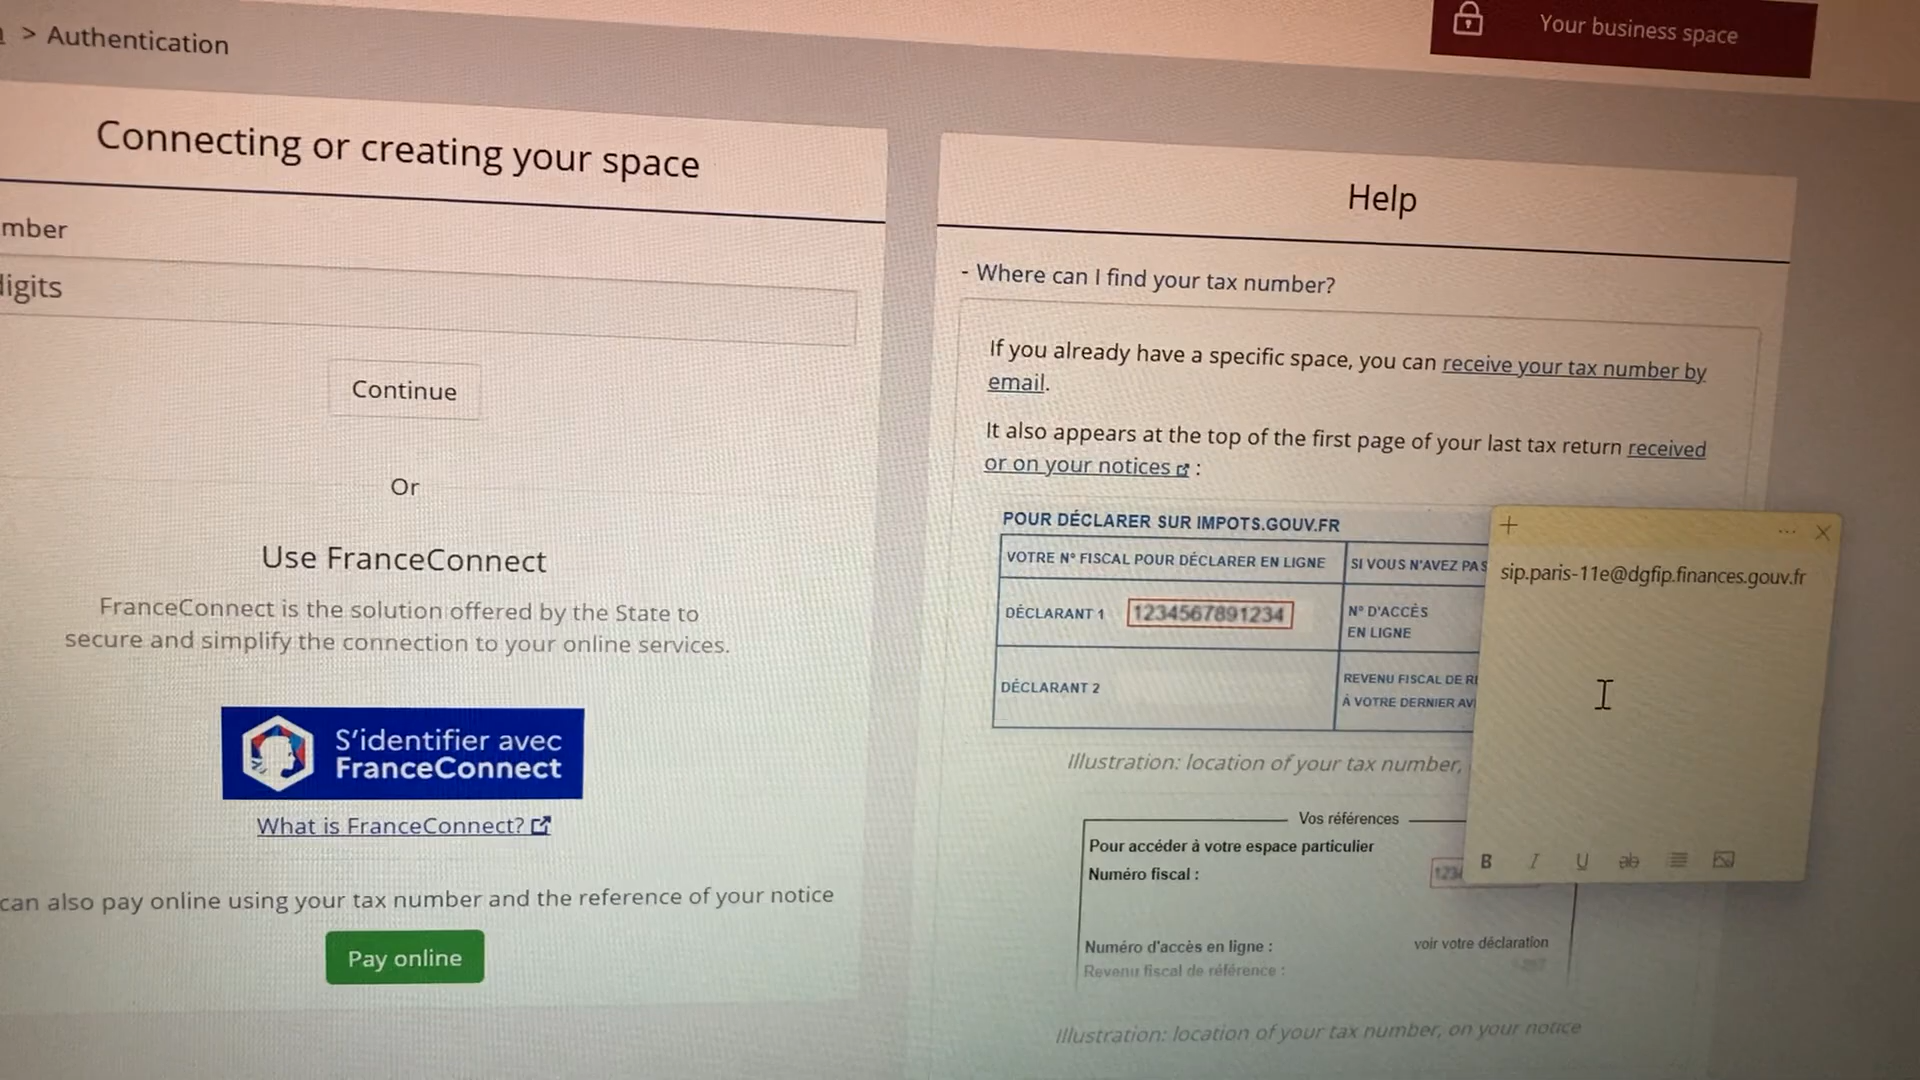 > Authentication
Your business space
Connecting or creating your space
mber
digits
Continue
Or
Use FranceConnect
FranceConnect is the solution offered by the State to
secure and simplify the connection to your online services.
S'identifier avec
FranceConnect
What is FranceConnect?
can also pay online using your tax number and the reference of your notice
Pay online
Help
- Where can I find your tax number?
If you already have a specific space, you can receive your tax number by
email.
It also appears at the top of the first page of your last tax return received
or on your notices :
POUR DÉCLARER SUR IMPOTS.GOUV.FR
VOTRE N° FISCAL POUR DÉCLARER EN LIGNE
SI VOUS N'AVEZ PAS
DÉCLARANT 1
1234567891234
N° D'ACCÈS
EN LIGNE
DÉCLARANT 2
REVENU FISCAL DE
À VOTRE DERNIER
Illustration: location of your tax number,
Vos références
Pour accéder à votre espace particulier
Numéro fiscal :
123
Numéro d'accès en ligne :
voir votre déclaration
Revenu fiscal de référence :
Illustration: location of your tax number, on your notice
sip.paris-11e@dgfip.finances.gouv.fr
B I U ab